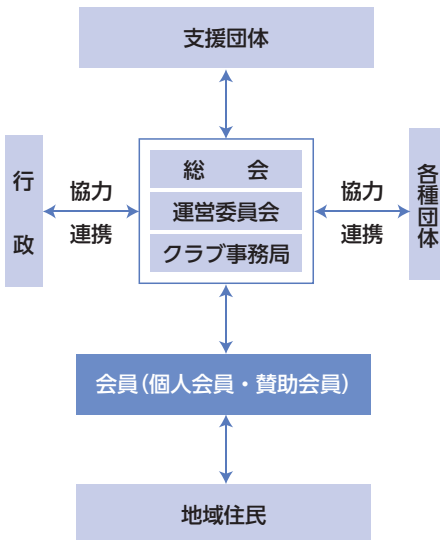 支援団体
総　会
運営委員会
クラブ事務局
行政
協力
連携
協力
連携
各種団体
会員(個人会員・賛助会員)
地域住民